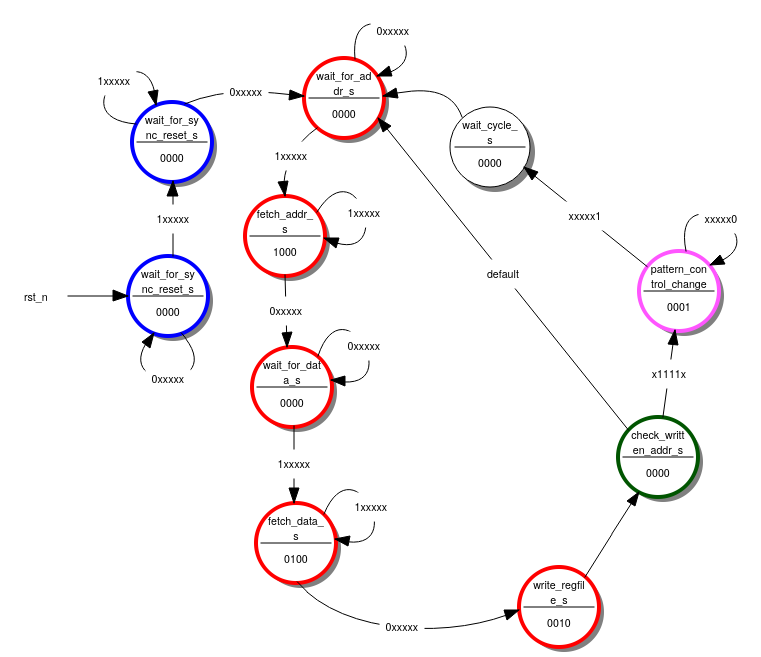 0xxxxx
wait_for_ad
dr_s
0000
1xxxxx
0xxxxx
wait_for_sy
nc_reset_s
0000
wait_cycle_
s
0000
1xxxxx
1xxxxx
fetch_addr_
s
1000
1xxxxx
xxxxx1
xxxxx0
wait_for_sy
nc_reset_s
0000
rst_n
default
pattern_con
trol_change
0001
0xxxxx
0xxxxx
0xxxxx
wait_for_dat
a_s
0000
x1111x
1xxxxx
check_writt
en_addr_s
0000
1xxxxx
fetch_data_
s
0100
write_regfil
e_s
0010
0xxxxx